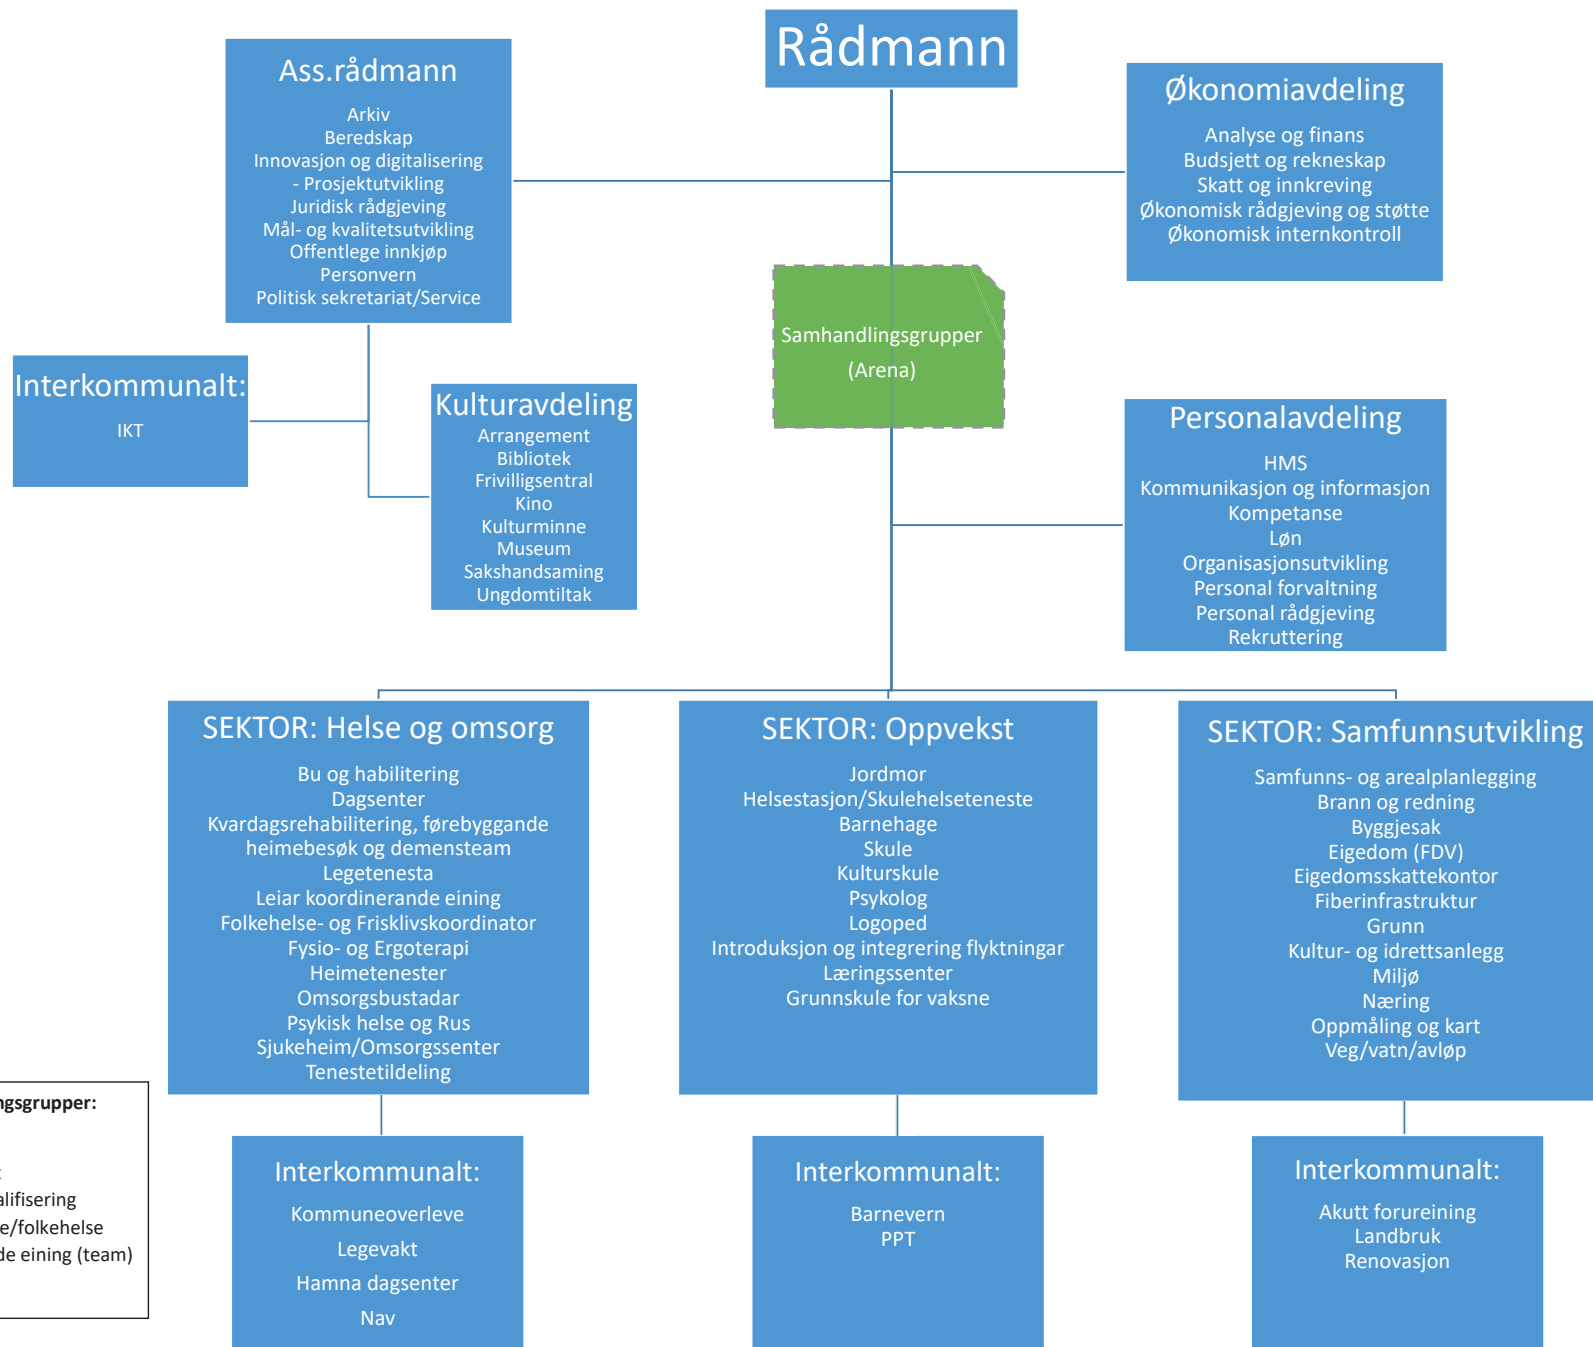 Rådmann
Ass.rådmann
Arkiv
Beredskap
Innovasjon og digitalisering
- Prosjektutvikling
Juridisk rådgjeving
Mål- og kvalitetsutvikling
Offentlege innkjøp
Personvern
Politisk sekretariat/Service
Økonomiavdeling
Analyse og finans
Budsjett og rekneskap
Skatt og innkreving
Økonomisk rådgjeving og støtte
Økonomisk internkontroll
Samhandlingsgrupper
(Arena)
Interkommunalt:
IKT
Kulturavdeling
Arrangement
Bibliotek
Frivilligsentral
Kino
Kulturminne
Museum
Sakshandsaming
Ungdomtiltak
Personalavdeling
HMS
Kommunikasjon og informasjon
Kompetanse
Løn
Organisasjonsutvikling
Personal forvaltning
Personal rådgjeving
Rekruttering
SEKTOR: Helse og omsorg
Bu og habilitering
Dagsenter
Kvardagsrehabilitering, førebyggande
heimebesøk og demensteam
Legetenesta
Leiar koordinerande eining
Folkehelse- og Frisklivskoordinator
Fysio- og Ergoterapi
Heimetenester
Omsorgsbustadar
Psykisk helse og Rus
Sjukeheim/Omsorgssenter
Tenestetildeling
SEKTOR: Oppvekst
Jordmor
Helsestasjon/Skulehelseteneste
Barnehage
Skule
Kulturskule
Psykolog
Logoped
Introduksjon og integrering flyktningar
Læringssenter
Grunnskule for vaksne
SEKTOR: Samfunnsutvikling
Samfunns- og arealplanlegging
Brann og redning
Byggjesak
Eigedom (FDV)
Eigedomsskattekontor
Fiberinfrastruktur
Grunn
Kultur- og idrettsanlegg
Miljø
Næring
Oppmåling og kart
Veg/vatn/avløp
ngsgrupper:
alifisering
e/folkehelse
de eining (team)
Interkommunalt:
Kommuneoverleve
Legevakt
Hamna dagsenter
Nav
Interkommunalt:
Barnevern
PPT
Interkommunalt:
Akutt forureining
Landbruk
Renovasjon